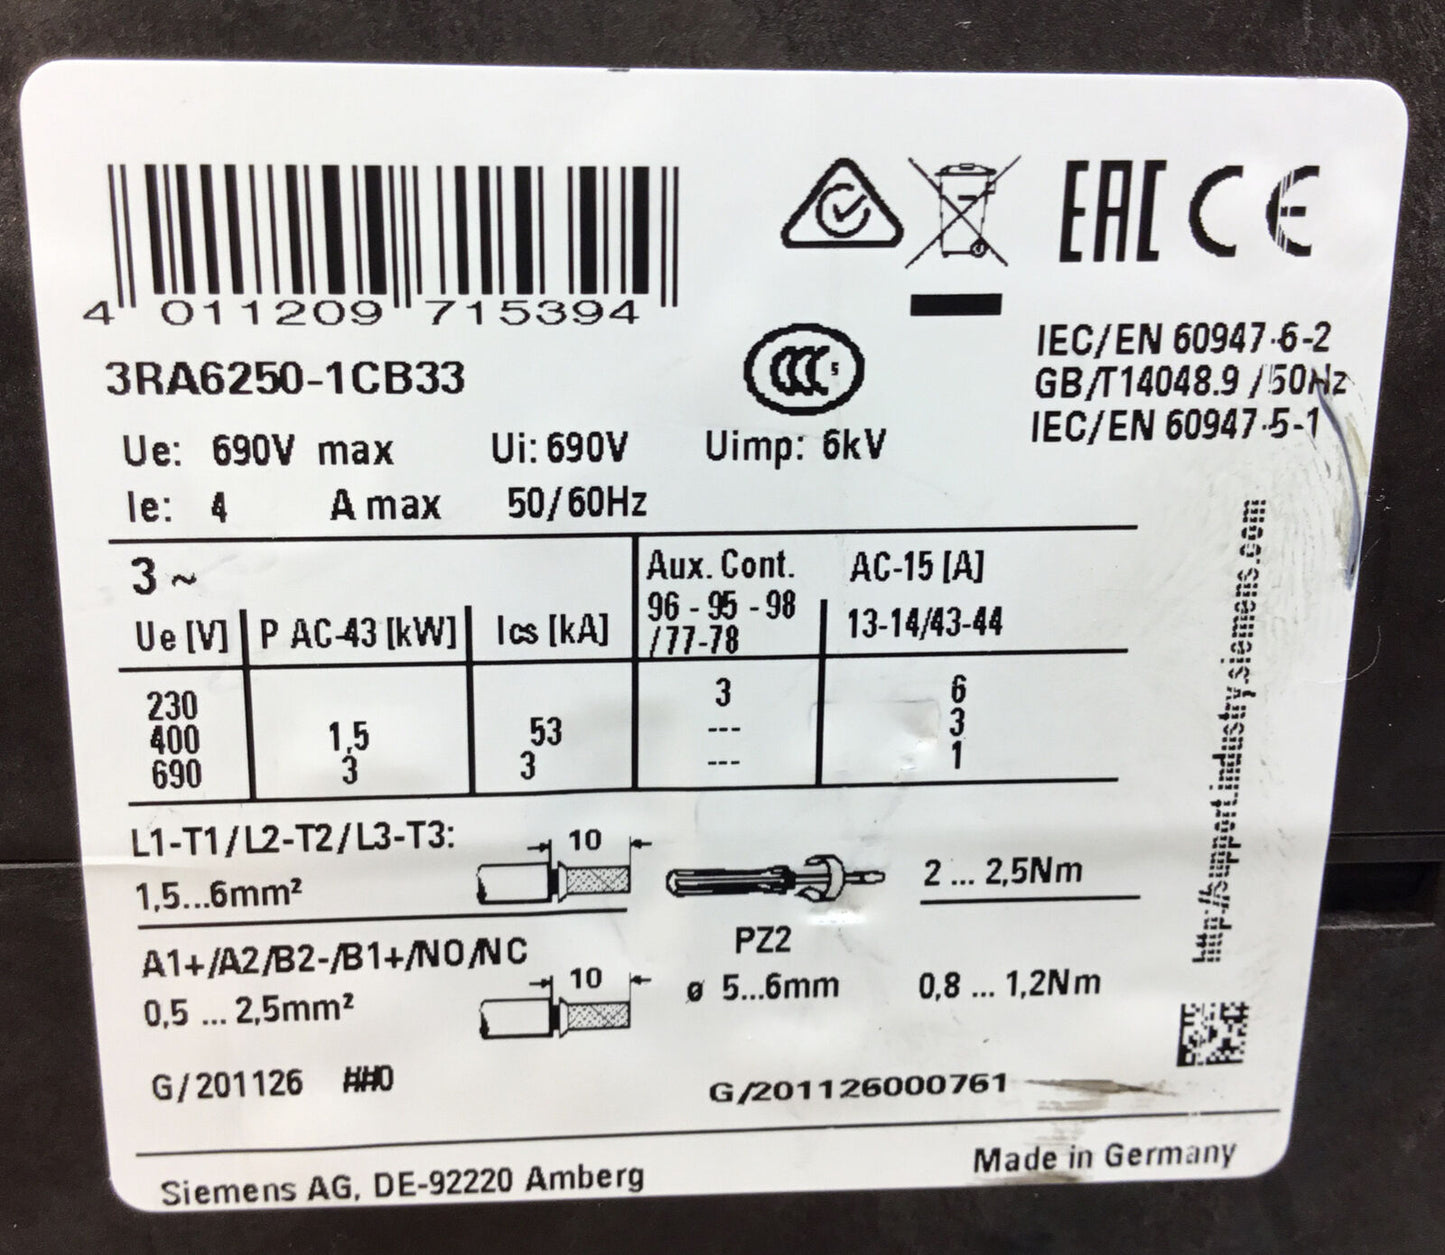 4 011209 715394
EAC CE
CCC S
3RA6250-1CB33
IEC/EN 60947-6-2
GB/T14048.9 / 50Hz
IEC/EN 60947-5-1
Ue: 690V max Ui: 690V Uimp: 6kV
Ie: 4 A max 50/60Hz
3 ~
Aux. Cont. AC-15 [A]
96 - 95 - 98
/77-78
13-14/43-44
Ue [V] P AC-43 [kW] Ics [kA]
230 3 6
400 1,5 53 --- 3
690 3 3 --- 1
L1-T1/L2-T2/L3-T3: 10
1,5...6mm² 2 ... 2,5Nm
PZ2
A1+/A2/B2-/B1+/NO/NC 10
0,5 ... 2,5mm² ø 5...6mm 0,8 ... 1,2Nm
G/201126
G/201126000761
Siemens AG, DE-92220 Amberg Made in Germany
http://support.industry.siemens.com